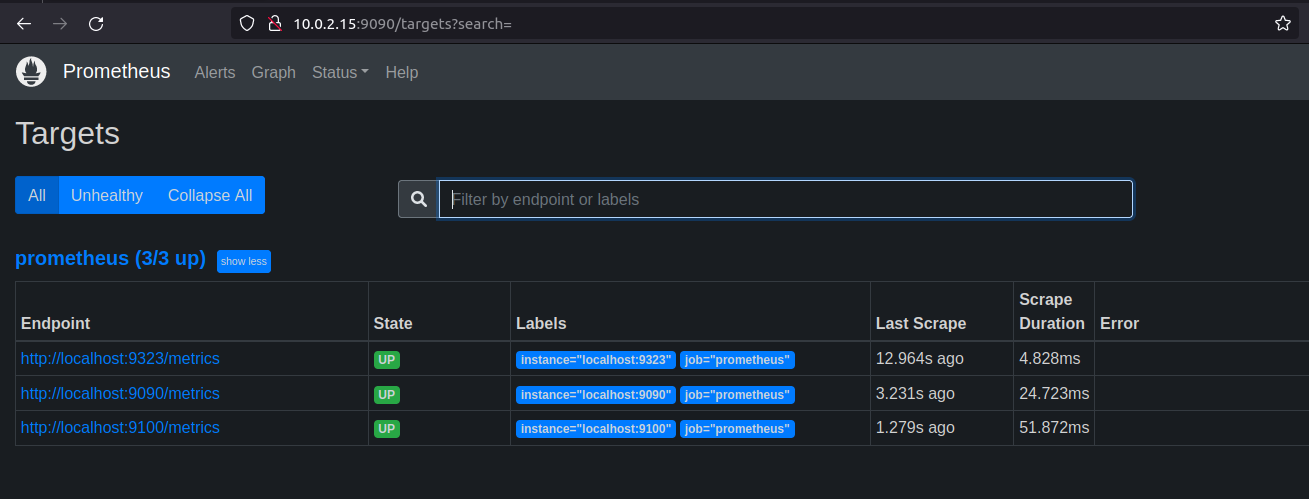 10.0.2.15:9090/targets?search=
Prometheus Alerts Graph Status Help
Targets
All Unhealthy Collapse All
Filter by endpoint or labels
prometheus (3/3 up) show less
Endpoint State Labels Last Scrape Scrape Duration Error
http://localhost:9323/metrics UP instance="localhost:9323" job="prometheus" 12.964s ago 4.828ms
http://localhost:9090/metrics UP instance="localhost:9090" job="prometheus" 3.231s ago 24.723ms
http://localhost:9100/metrics UP instance="localhost:9100" job="prometheus" 1.279s ago 51.872ms